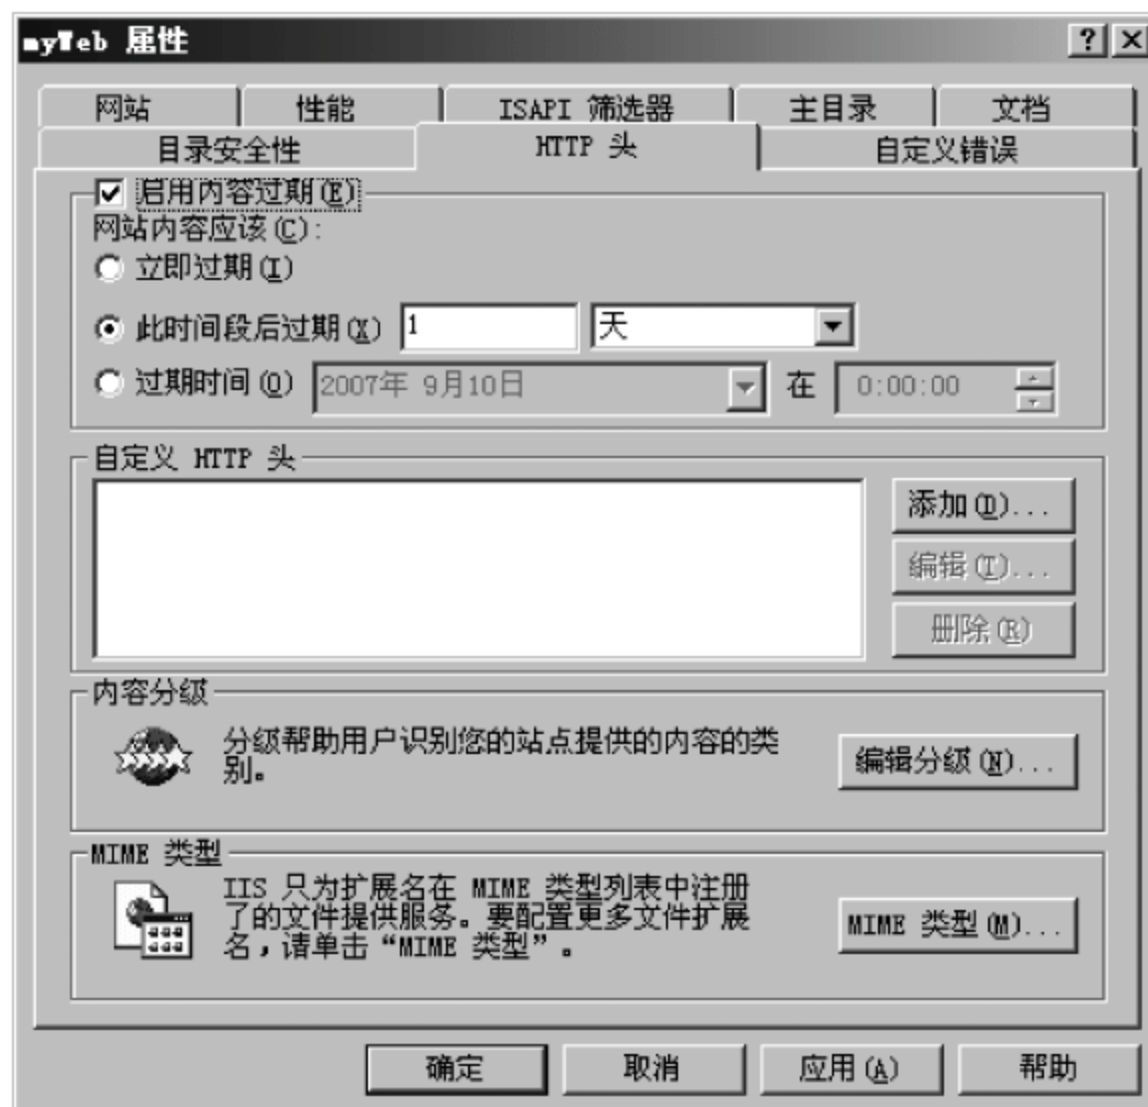 myWeb 属性
网站 性能 ISAPI 筛选器 主目录 文档
目录安全性 HTTP 头 自定义错误
启用内容过期(E)
网站内容应该(C):
立即过期(I)
此时间段后过期(X) 1 天
过期时间(O) 2007年 9月10日 在 0:00:00
自定义 HTTP 头
添加(D)...
编辑(T)...
删除(R)
内容分级
分级帮助用户识别您的站点提供的内容的类
别。
编辑分级(N)...
MIME 类型
IIS 只为扩展名在 MIME 类型列表中注册
了的文件提供服务。要配置更多文件扩展
名，请单击“MIME 类型”。
MIME 类型(M)...
确定 取消 应用(A) 帮助